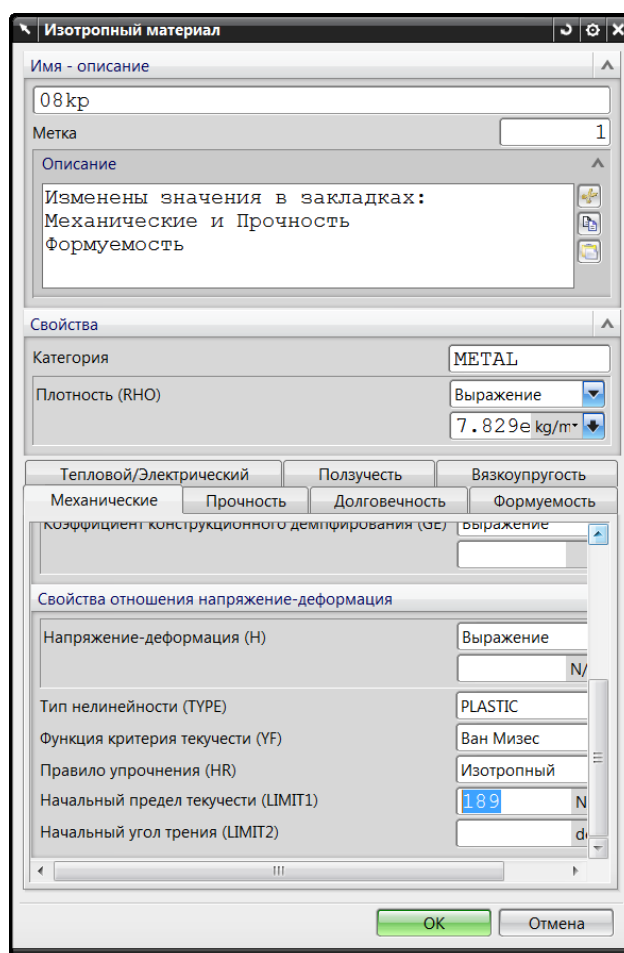 Изотропный материал
Имя - описание
08kp
Метка 1
Описание
Изменены значения в закладках:
Механические и Прочность
Формуемость
Свойства
Категория METAL
Плотность (RHO) Выражение
7.829e kg/m
Тепловой/Электрический Ползучесть Вязкоупругость
Механические Прочность Долговечность Формуемость
Коэффициент конструкционного демпфирования (GE) Выражение
Свойства отношения напряжение-деформация
Напряжение-деформация (H) Выражение
N/
Тип нелинейности (TYPE) PLASTIC
Функция критерия текучести (YF) Ван Мизес
Правило упрочнения (HR) Изотропный
Начальный предел текучести (LIMIT1) 189 N
Начальный угол трения (LIMIT2) de
OK Отмена